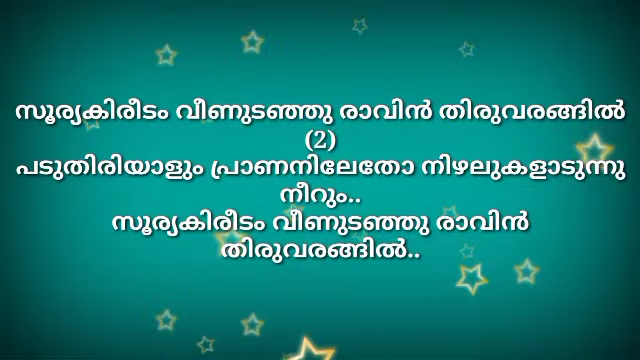 സൂര്യകിരീടം വീണുടഞ്ഞു രാവിൻ തിരുവരങ്ങിൽ
(2)
പടുതിരിയാളും പ്രാണനിലേതോ നിഴലുകളാടുന്നു
നീറും..
സൂര്യകിരീടം വീണുടഞ്ഞു രാവിൻ
തിരുവരങ്ങിൽ..